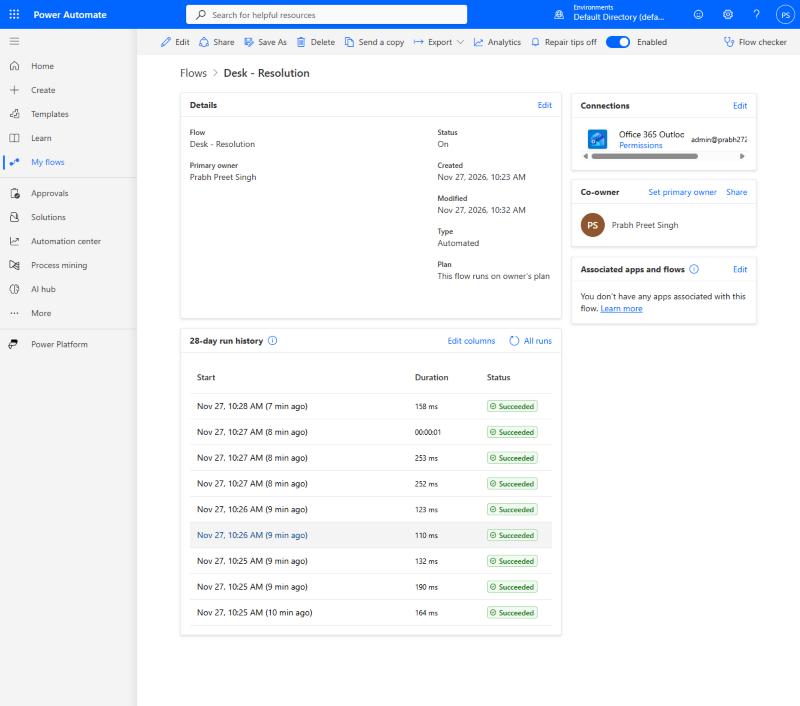 Power Automate
Search for helpful resources
Environments
Default Directory (defa...
PS
Edit
Share
Save As
Delete
Send a copy
Export
Analytics
Repair tips off
Enabled
Flow checker
Home
Create
Templates
Learn
My flows
Approvals
Solutions
Automation center
Process mining
AI hub
More
Power Platform
Flows > Desk - Resolution
Details
Edit
Flow
Desk - Resolution
Primary owner
Prabh Preet Singh
Status
On
Created
Nov 27, 2026, 10:23 AM
Modified
Nov 27, 2026, 10:32 AM
Type
Automated
Plan
This flow runs on owner's plan
28-day run history
Edit columns
All runs
Start Duration Status
Nov 27, 10:28 AM (7 min ago) 158 ms Succeeded
Nov 27, 10:27 AM (8 min ago) 00:00:01 Succeeded
Nov 27, 10:27 AM (8 min ago) 253 ms Succeeded
Nov 27, 10:27 AM (8 min ago) 252 ms Succeeded
Nov 27, 10:26 AM (9 min ago) 123 ms Succeeded
Nov 27, 10:26 AM (9 min ago) 110 ms Succeeded
Nov 27, 10:25 AM (9 min ago) 132 ms Succeeded
Nov 27, 10:25 AM (9 min ago) 190 ms Succeeded
Nov 27, 10:25 AM (10 min ago) 164 ms Succeeded
Connections
Edit
Office 365 Outloc
Permissions
admin@prabh272
Co-owner
Set primary owner
Share
PS
Prabh Preet Singh
Associated apps and flows
Edit
You don't have any apps associated with this
flow. Learn more